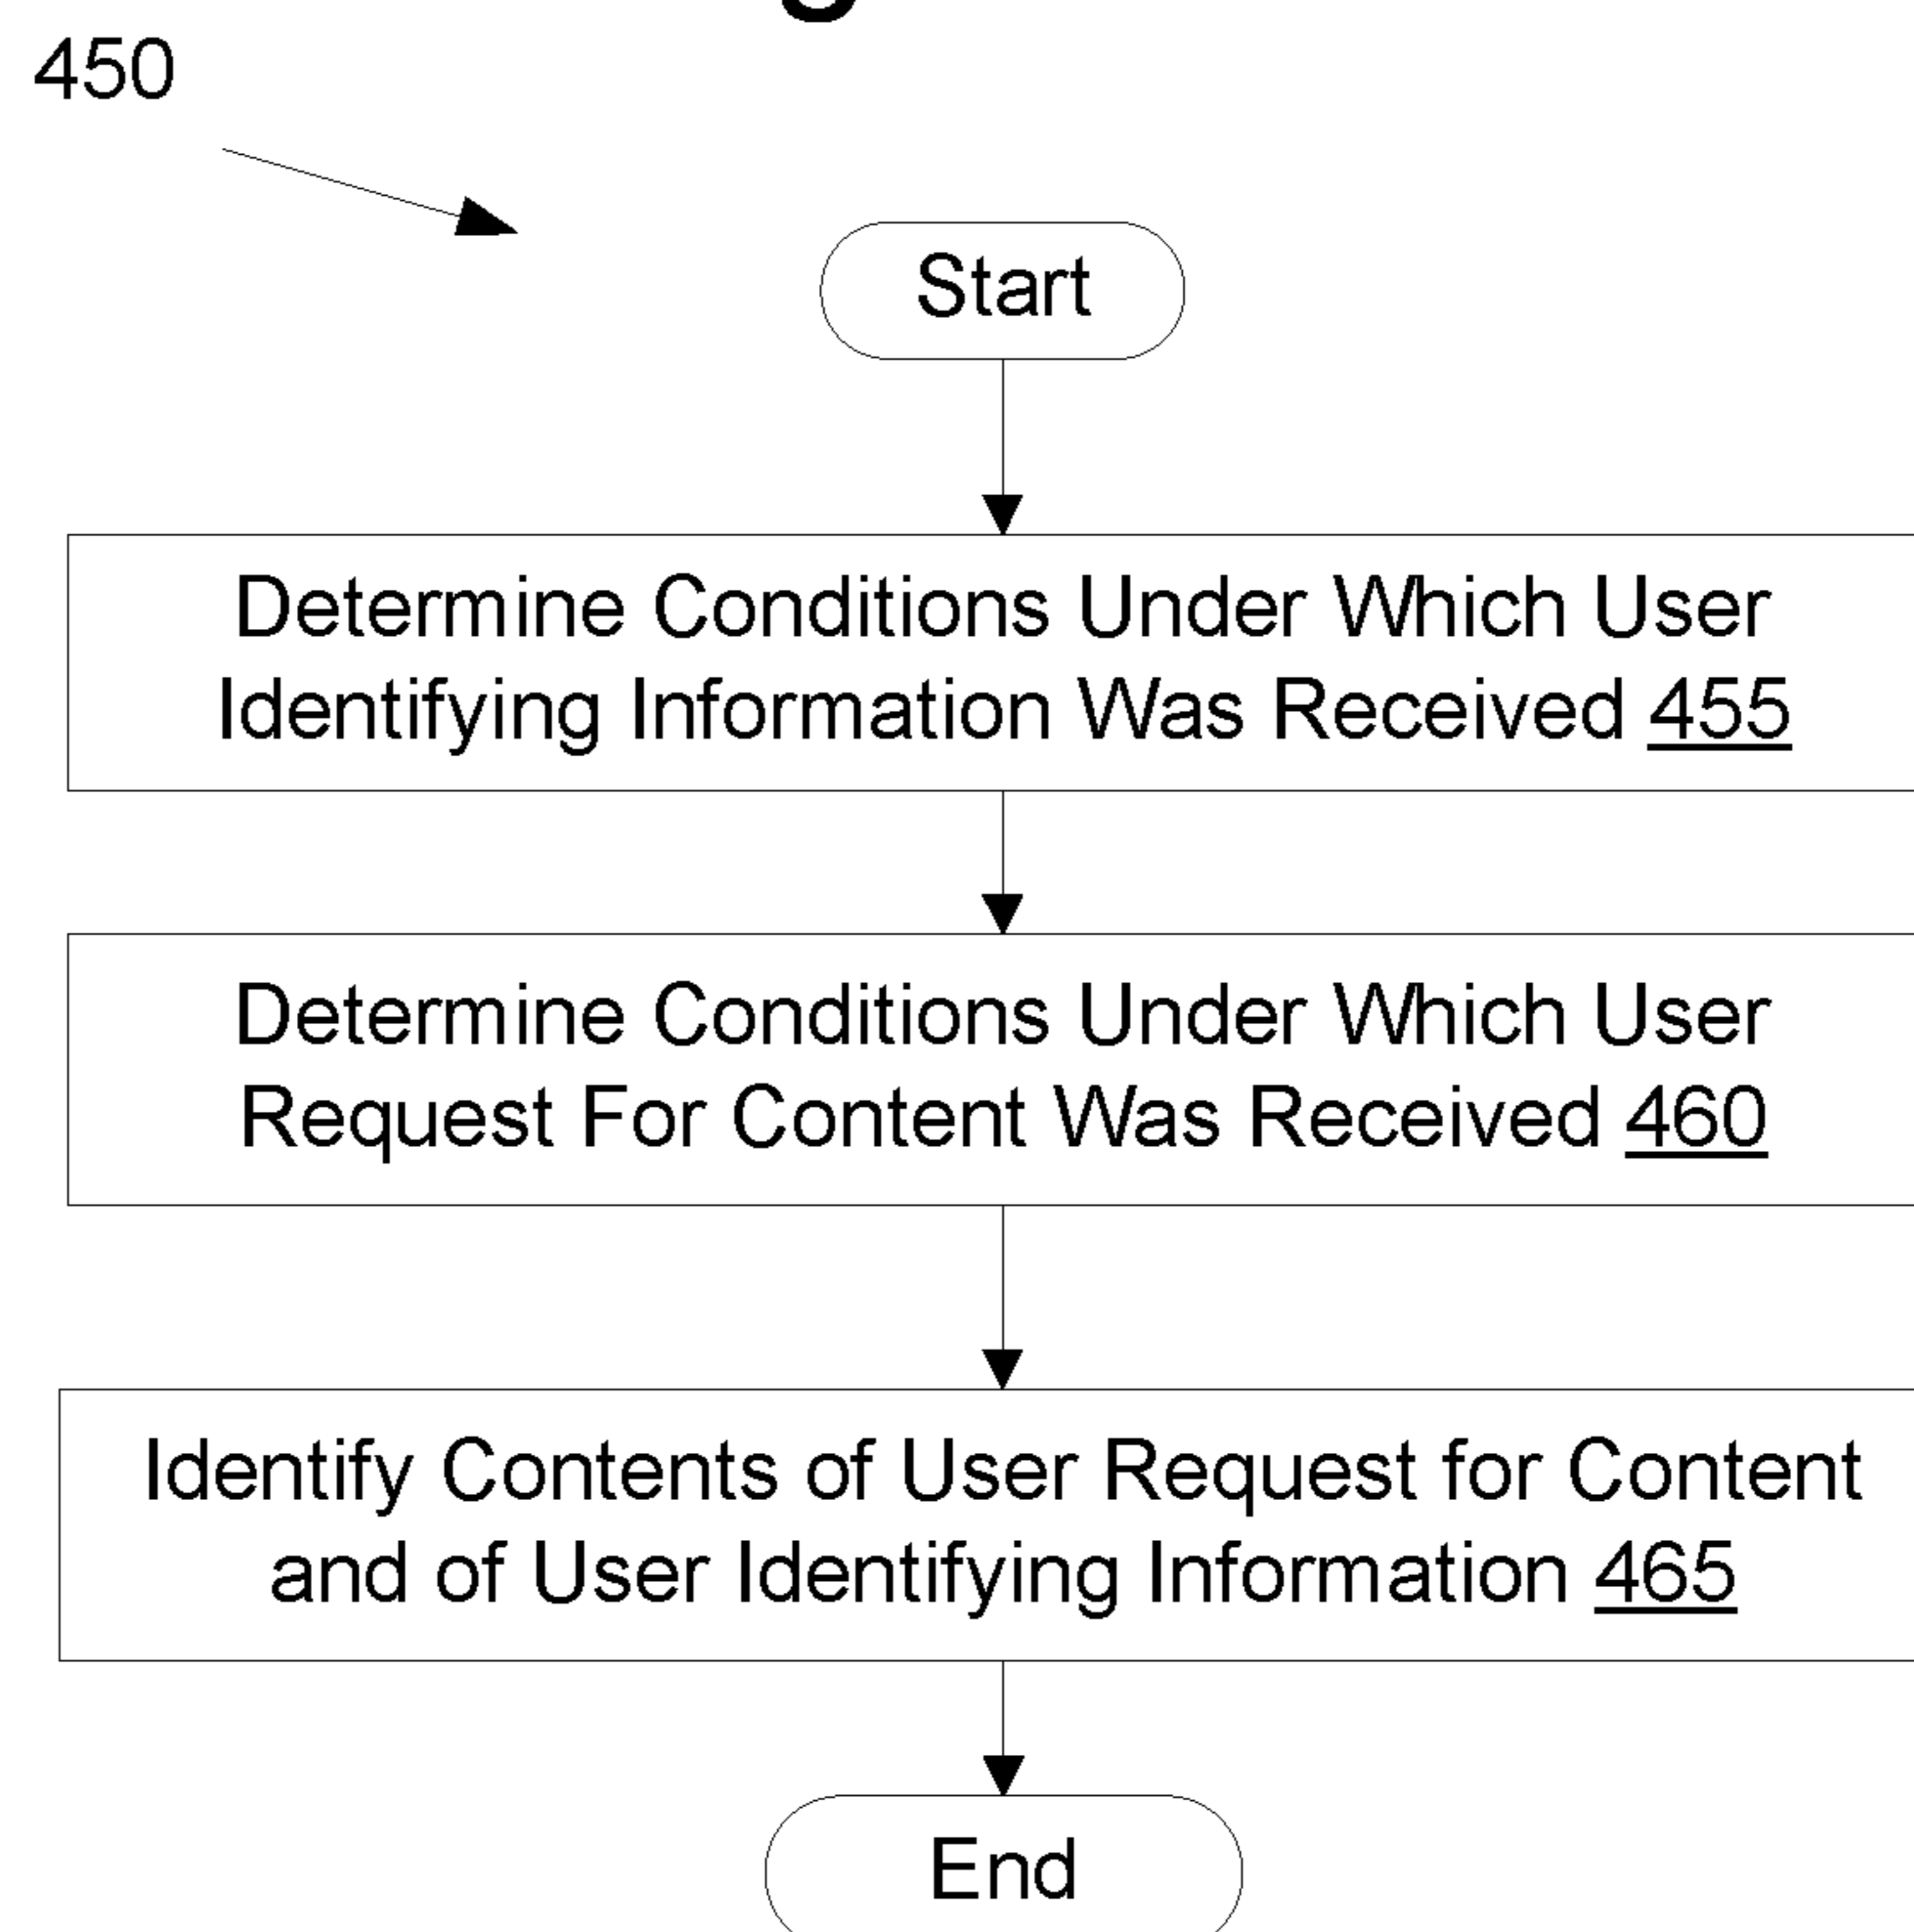 450
Start
Determine Conditions Under Which User
Identifying Information Was Received 455
Determine Conditions Under Which User
Request For Content Was Received 460
Identify Contents of User Request for Content
and of User Identifying Information 465
End